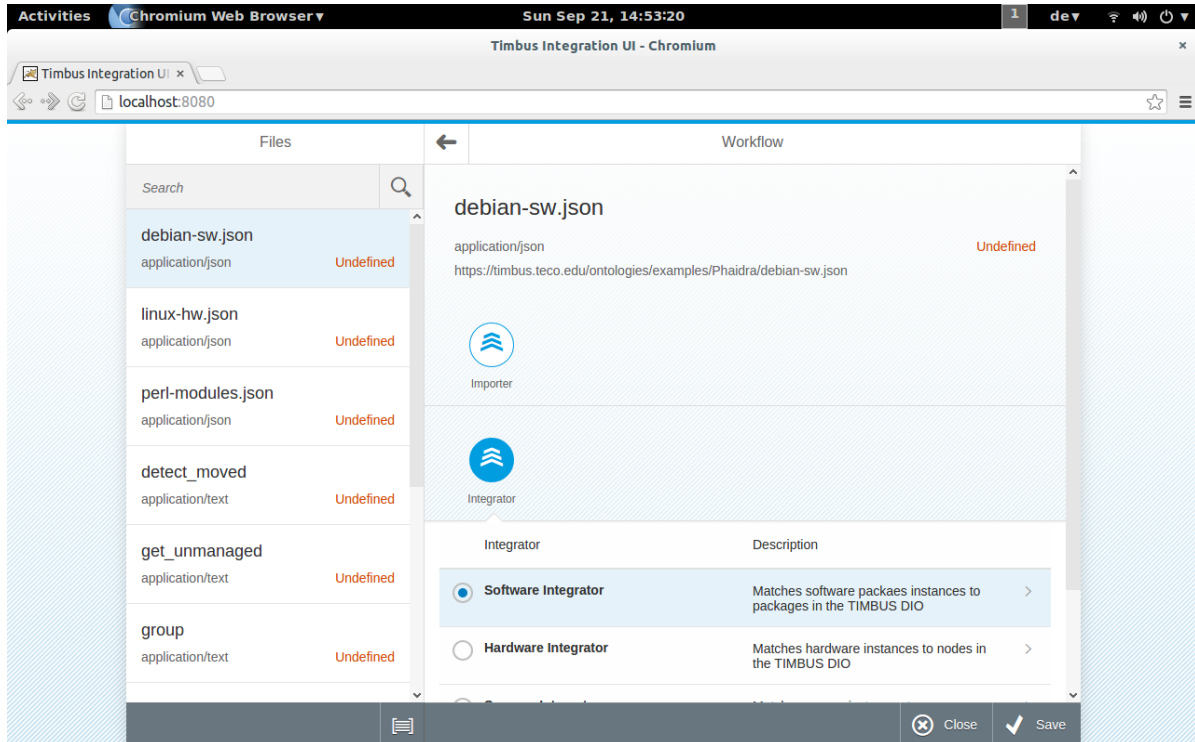 Activities Chromium Web Browser Sun Sep 21, 14:53:20 1 de
Timbus Integration UI - Chromium
Timbus Integration UI
localhost:8080
Files
Workflow
Search
debian-sw.json
application/json Undefined
linux-hw.json
application/json Undefined
perl-modules.json
application/json Undefined
detect_moved
application/text Undefined
get_unmanaged
application/text Undefined
group
application/text Undefined
debian-sw.json
application/json Undefined
https://timbus.teco.edu/ontologies/examples/Phaidra/debian-sw.json
Importer
Integrator
Integrator Description
Software Integrator Matches software packaes instances to
packages in the TIMBUS DIO
Hardware Integrator Matches hardware instances to nodes in
the TIMBUS DIO
Close Save